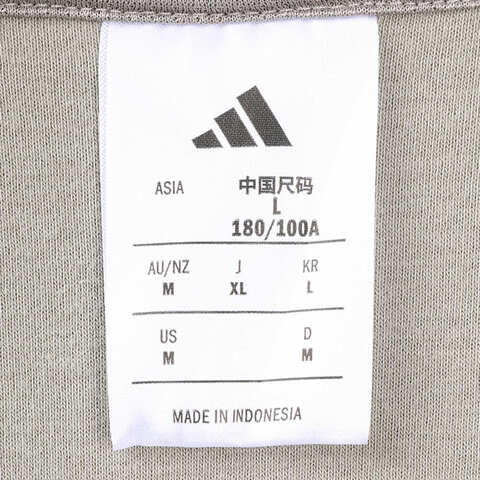 ASIA 中国尺码
L
180/100A
AU/NZ J KR
M XL L
US D
M M
MADE IN INDONESIA